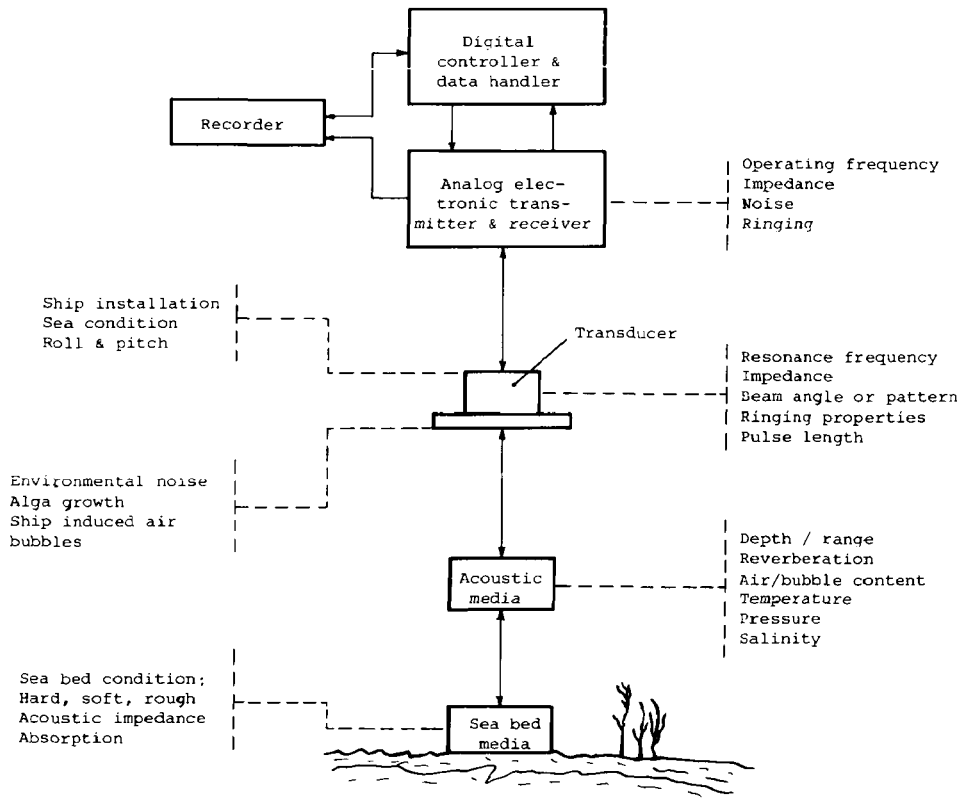 Digital
controller &
data handler
Recorder
Analog elec-
tronic trans-
mitter & receiver
Operating frequency
Impedance
Noise
Ringing
Ship installation
Sea condition
Roll & pitch
Transducer
Resonance frequency
Impedance
Beam angle or pattern
Ringing properties
Pulse length
Environmental noise
Alga growth
Ship induced air
bubbles
Depth / range
Reverberation
Air/bubble content
Temperature
Pressure
Salinity
Acoustic
media
Sea bed condition:
Hard, soft, rough
Acoustic impedance
Absorption
Sea bed
media